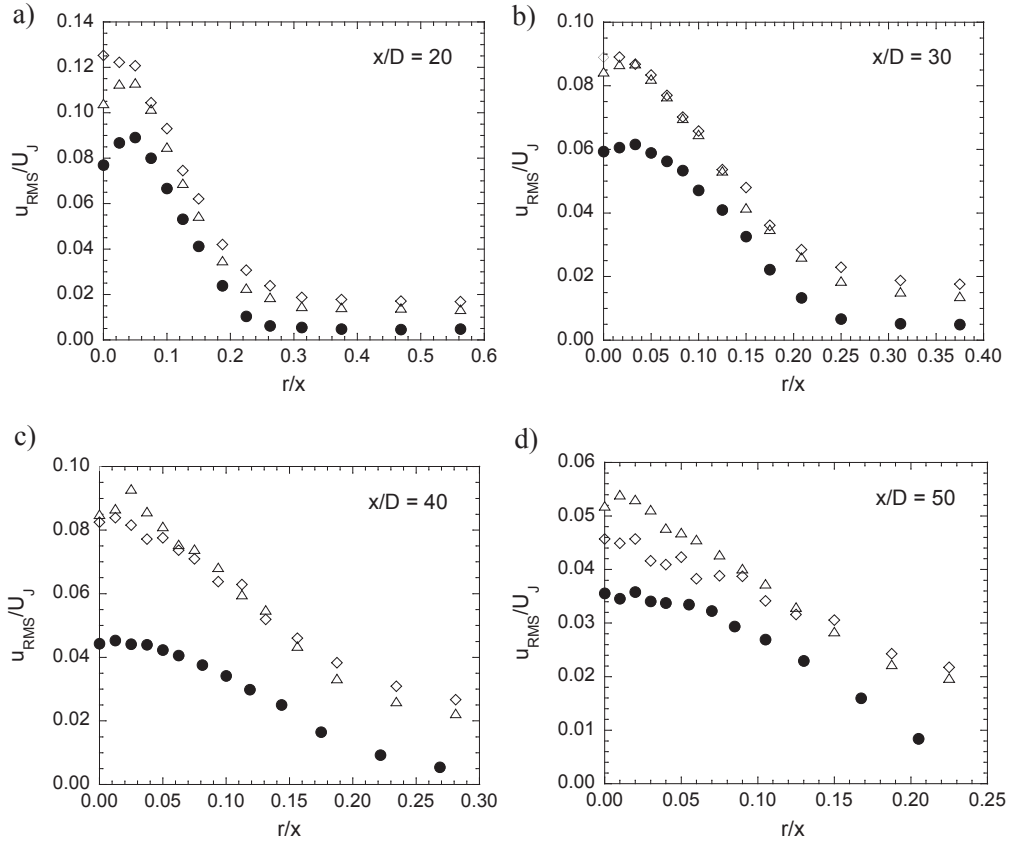 a)
0.14
0.12
0.10
0.08
0.06
0.04
0.02
0.00
u_RMS/U_J
x/D = 20
0.0 0.1 0.2 0.3 0.4 0.5 0.6
r/x
b)
0.10
0.08
0.06
0.04
0.02
0.00
u_RMS/U_J
x/D = 30
0.00 0.05 0.10 0.15 0.20 0.25 0.30 0.35 0.40
r/x
c)
0.10
0.08
0.06
0.04
0.02
0.00
u_RMS/U_J
x/D = 40
0.00 0.05 0.10 0.15 0.20 0.25 0.30
r/x
d)
0.06
0.05
0.04
0.03
0.02
0.01
0.00
u_RMS/U_J
x/D = 50
0.00 0.05 0.10 0.15 0.20 0.25
r/x